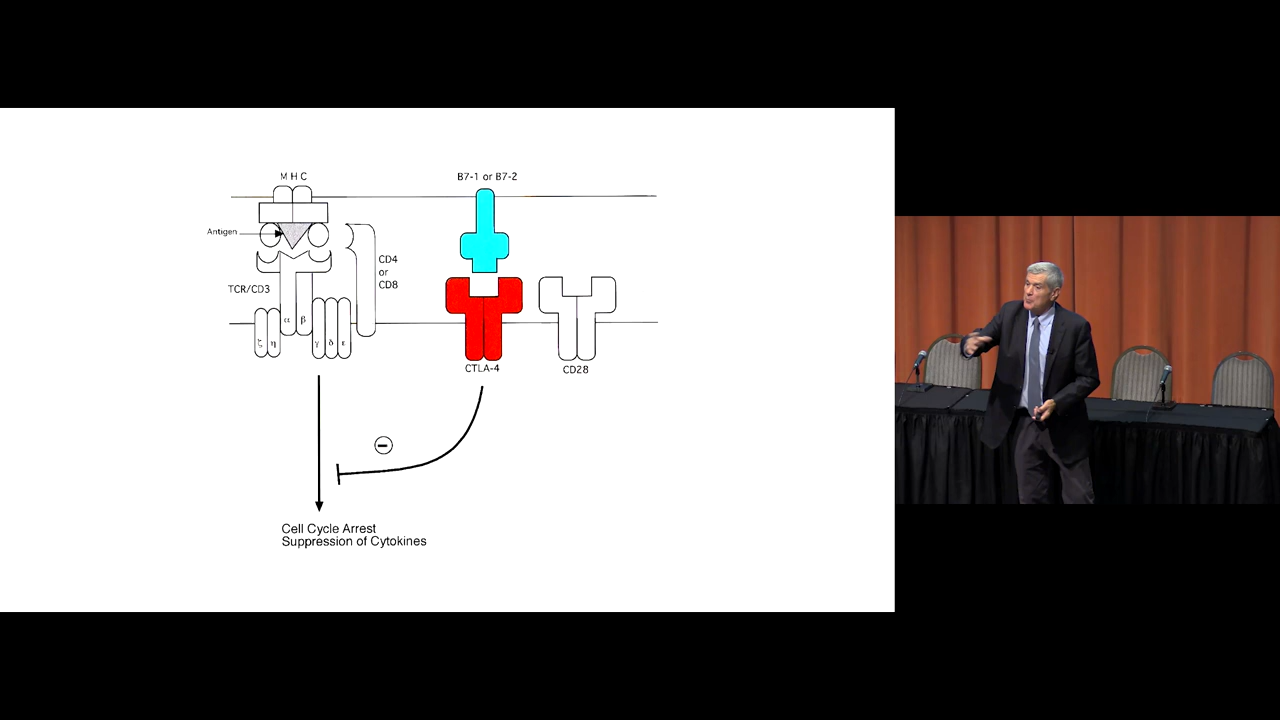 M H C
B7-1 or B7-2
Antigen
CD4
or
CD8
TCR/CD3
α β
ζ η γ δ ε
CTLA-4
CD28
−
Cell Cycle Arrest
Suppression of Cytokines